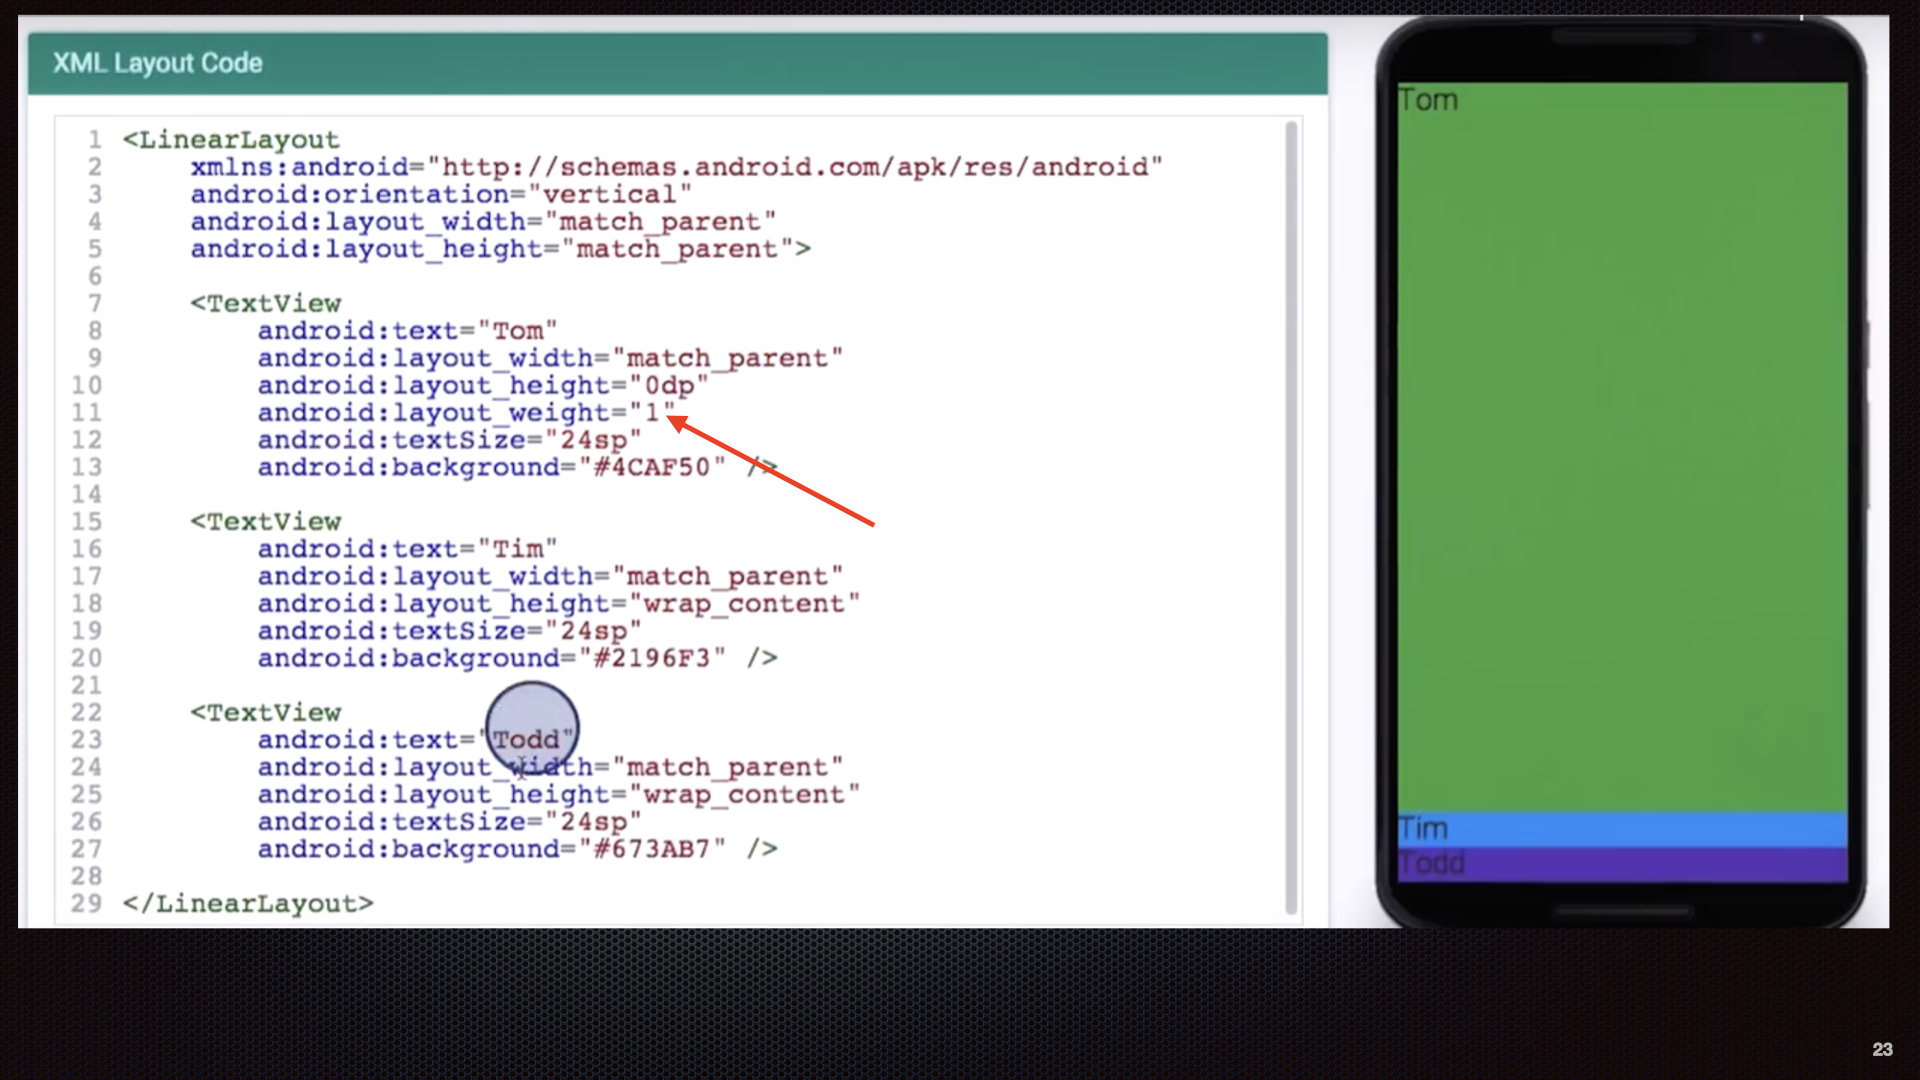 XML Layout Code
1 <LinearLayout
2 xmlns:android="http://schemas.android.com/apk/res/android"
3 android:orientation="vertical"
4 android:layout_width="match_parent"
5 android:layout_height="match_parent">
6
7 <TextView
8 android:text="Tom"
9 android:layout_width="match_parent"
10 android:layout_height="0dp"
11 android:layout_weight="1"
12 android:textSize="24sp"
13 android:background="#4CAF50" />
14
15 <TextView
16 android:text="Tim"
17 android:layout_width="match_parent"
18 android:layout_height="wrap_content"
19 android:textSize="24sp"
20 android:background="#2196F3" />
21
22 <TextView
23 android:text="Todd"
24 android:layout_width="match_parent"
25 android:layout_height="wrap_content"
26 android:textSize="24sp"
27 android:background="#673AB7" />
28
29 </LinearLayout>
Tom
Tim
Todd
23